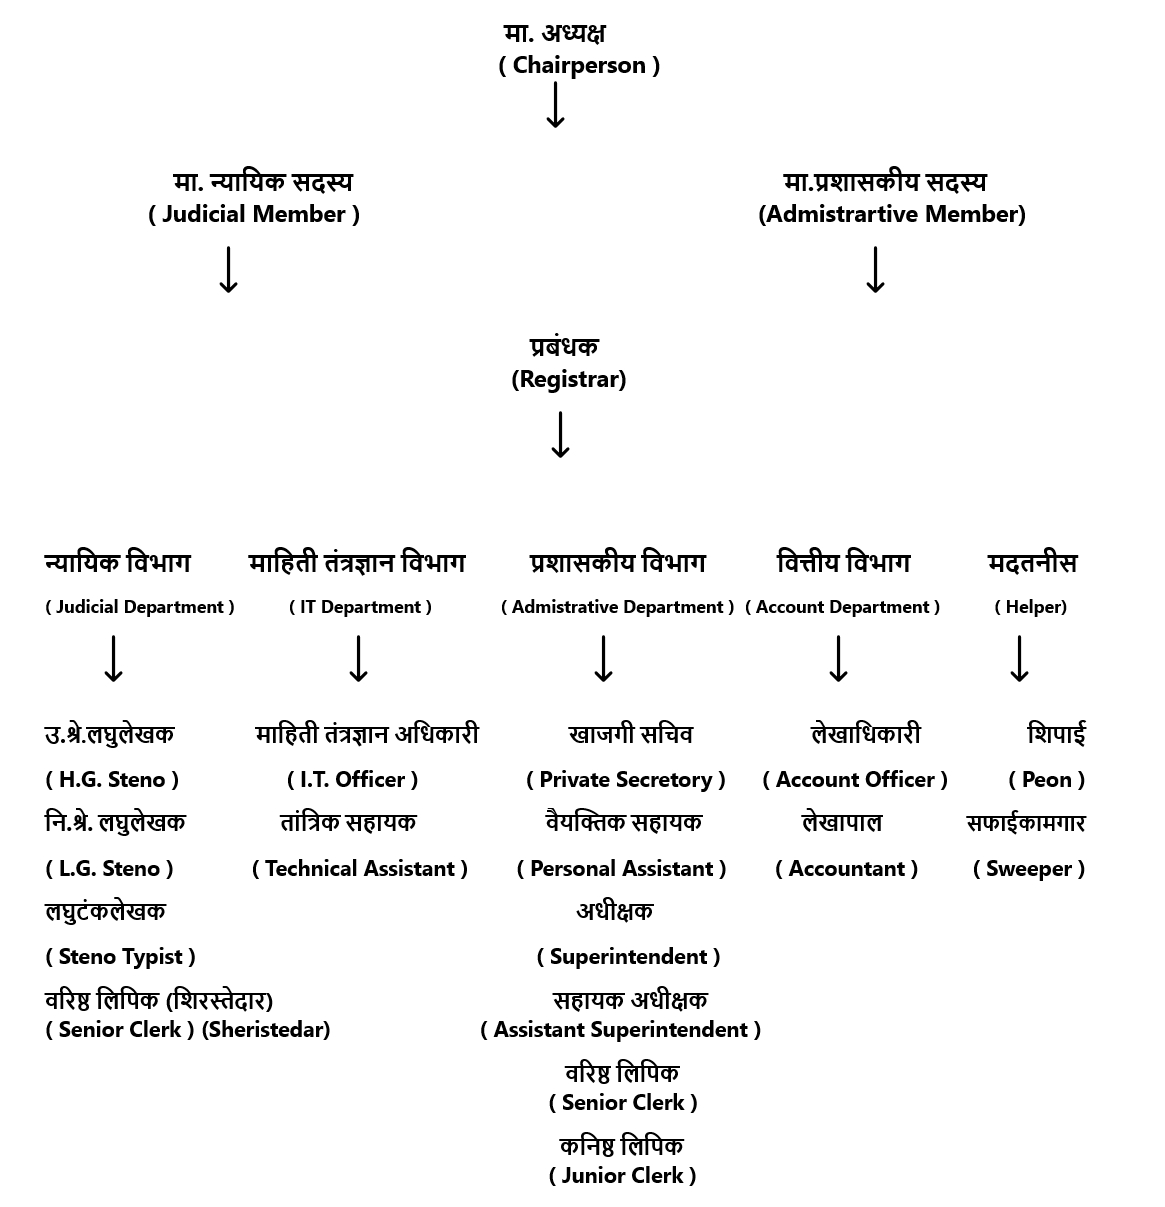 मा. अध्यक्ष
( Chairperson )
मा. न्यायिक सदस्य
( Judicial Member )
मा.प्रशासकीय सदस्य
(Admistrartive Member)
प्रबंधक
(Registrar)
न्यायिक विभाग
( Judicial Department )
माहिती तंत्रज्ञान विभाग
( IT Department )
प्रशासकीय विभाग
( Admistrative Department )
वित्तीय विभाग
( Account Department )
मदतनीस
( Helper)
उ.श्रे.लघुलेखक
( H.G. Steno )
नि.श्रे. लघुलेखक
( L.G. Steno )
लघुटंकलेखक
( Steno Typist )
वरिष्ठ लिपिक (शिरस्तेदार)
( Senior Clerk ) (Sheristedar)
माहिती तंत्रज्ञान अधिकारी
( I.T. Officer )
तांत्रिक सहायक
( Technical Assistant )
खाजगी सचिव
( Private Secretory )
वैयक्तिक सहायक
( Personal Assistant )
अधीक्षक
( Superintendent )
सहायक अधीक्षक
( Assistant Superintendent )
वरिष्ठ लिपिक
( Senior Clerk )
कनिष्ठ लिपिक
( Junior Clerk )
लेखाधिकारी
( Account Officer )
लेखापाल
( Accountant )
शिपाई
( Peon )
सफाईकामगार
( Sweeper )